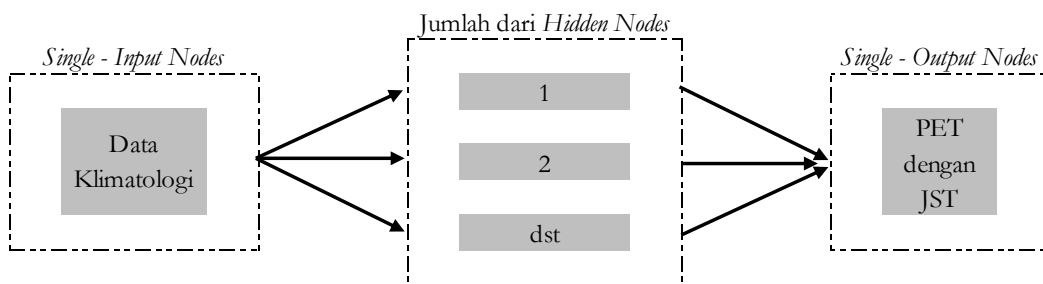 Jumlah dari Hidden Nodes
Single - Input Nodes
Single - Output Nodes
Data
Klimatologi
1
2
dst
PET
dengan
JST